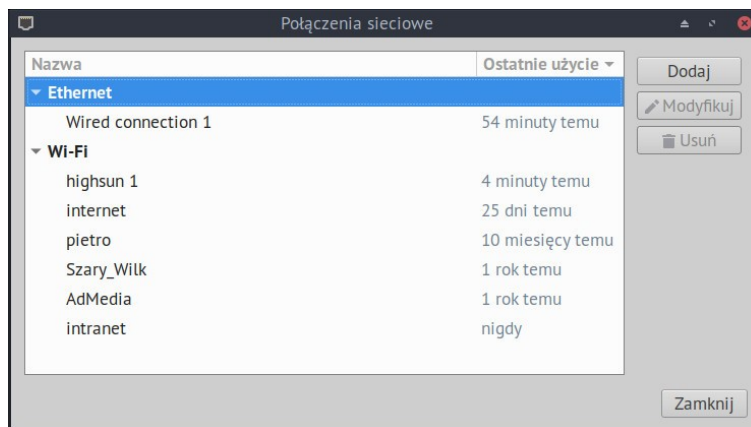 Połączenia sieciowe
Nazwa Ostatnie użycie
Dodaj
Ethernet
Modyfikuj
Wired connection 1 54 minuty temu
Usuń
Wi-Fi
highsun 1 4 minuty temu
internet 25 dni temu
pietro 10 miesięcy temu
Szary_Wilk 1 rok temu
AdMedia 1 rok temu
intranet nigdy
Zamknij